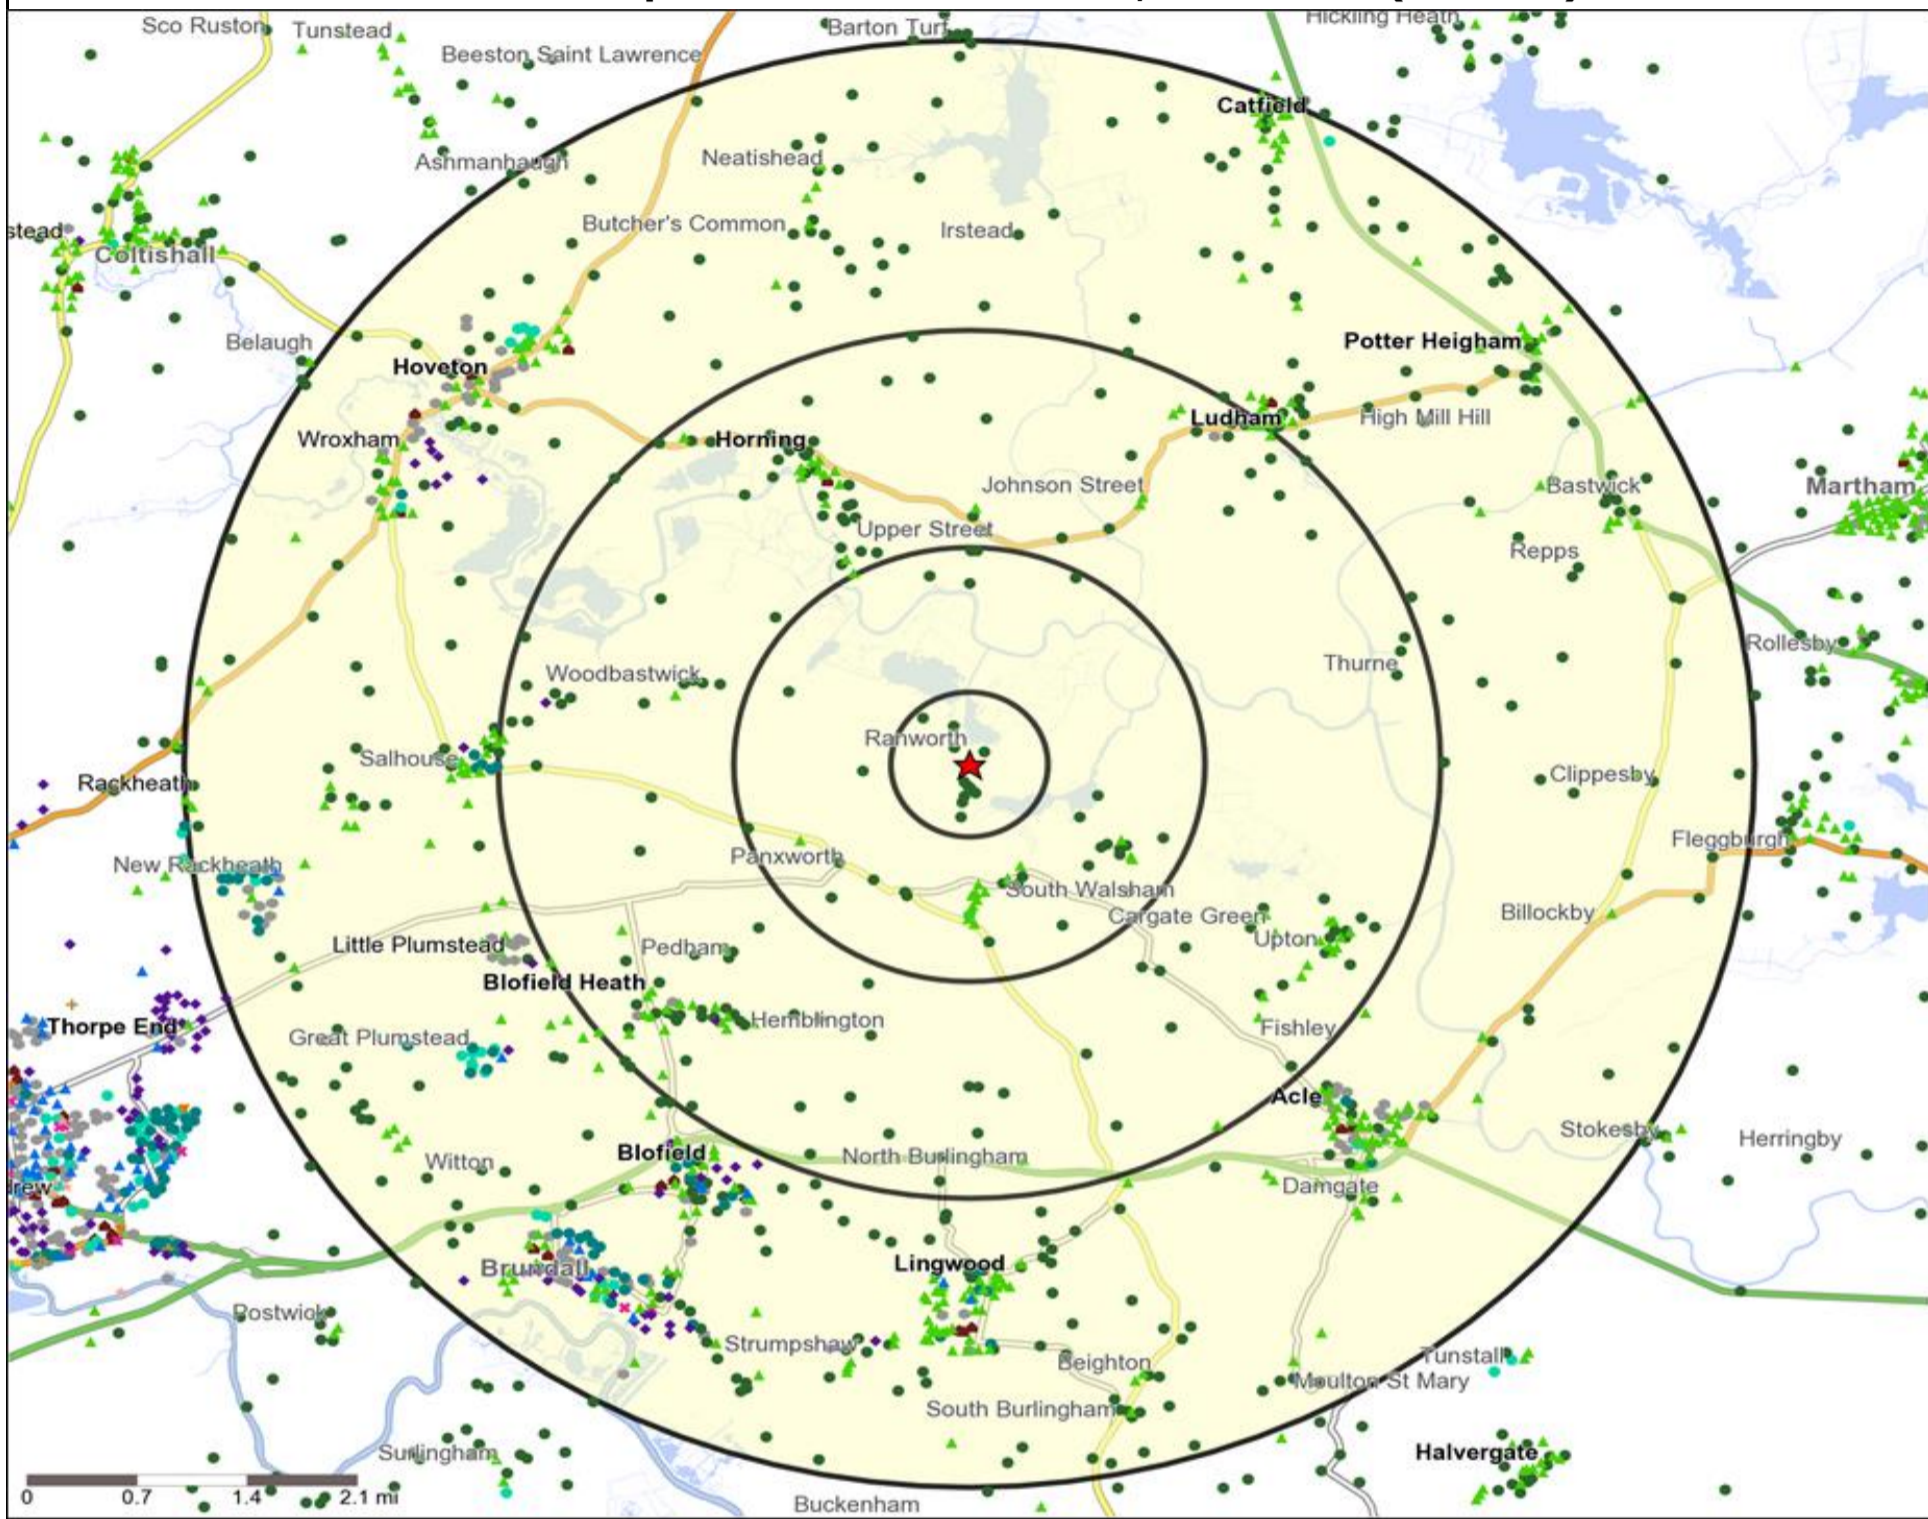 Sco Ruston
Tunstead
Barton Turf
Hickling Heath
Beeston Saint Lawrence
Catfield
Ashmanhaugh
Neatishead
Butcher's Common
Irstead
stead
Coltishall
Belaugh
Hoveton
Potter Heigham
Wroxham
Horning
Ludham
High Mill Hill
Johnson Street
Bastwick
Martham
Upper Street
Repps
Woodbastwick
Thurne
Rollesby
Ranworth
Salhouse
Rackheath
Clippesby
New Rackheath
Panxworth
Fleggburgh
South Walsham
Cargate Green
Billockby
Little Plumstead
Pedham
Upton
Blofield Heath
Thorpe End
Great Plumstead
Hemblington
Fishley
Acle
Stokesby
Herringby
Blofield
North Burlingham
Witton
Damgate
rew
Brundall
Lingwood
Postwick
Strumpshaw
Beighton
Tunstall
Moulton St Mary
South Burlingham
Surlingham
Halvergate
0 0.7 1.4 2.1 mi
Buckenham